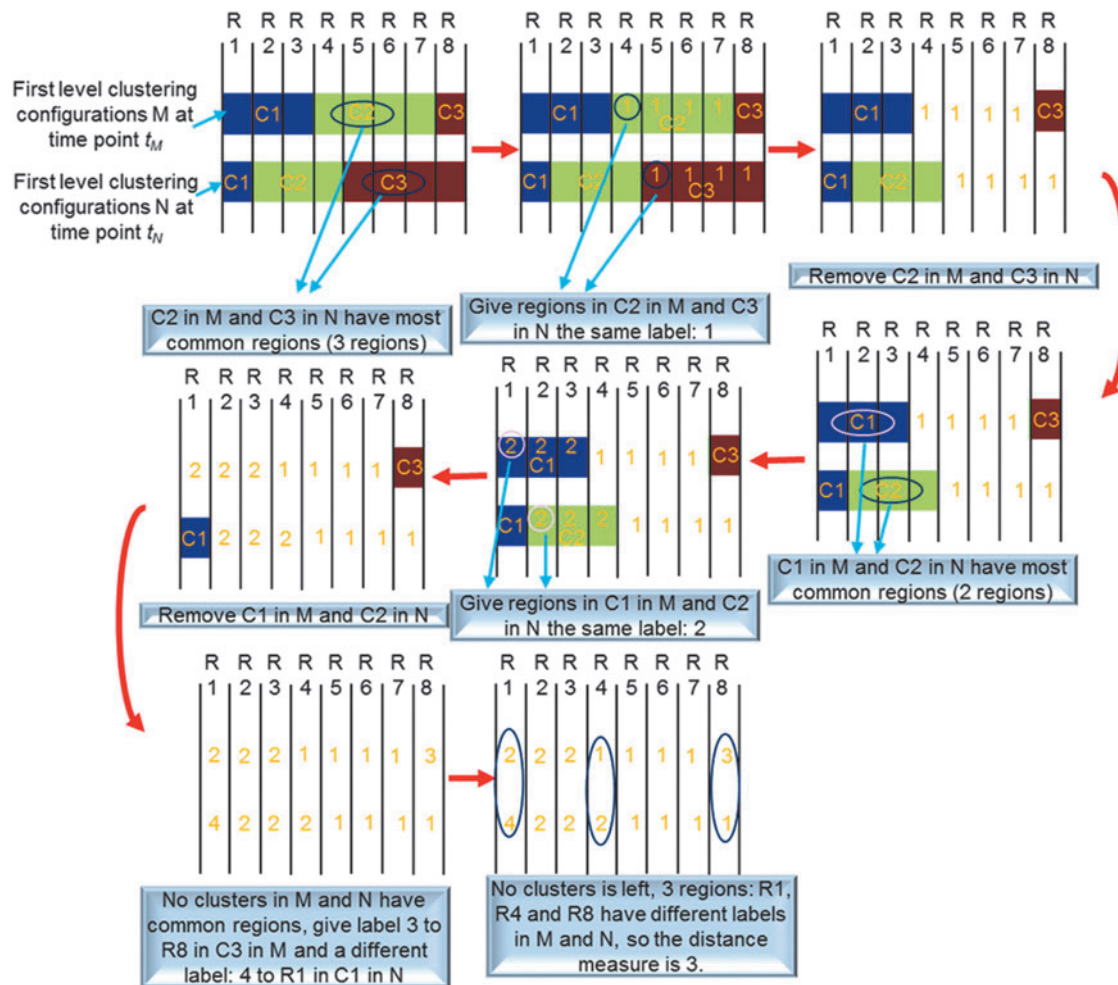 R R R R R R R R
1 2 3 4 5 6 7 8
First level clustering
configurations M at
time point tM
C1 C2 C3
First level clustering
configurations N at
time point tN
C1 C2 C3
C2 in M and C3 in N have most
common regions (3 regions)
R R R R R R R R
1 2 3 4 5 6 7 8
1 1 1 1 C3
C1 C2
C1 C2 1 1 1 1
C3
Give regions in C2 in M and C3
in N the same label: 1
R R R R R R R R
1 2 3 4 5 6 7 8
C1 1 1 1 1 C3
C1 C2 1 1 1 1
Remove C2 in M and C3 in N
R R R R R R R R
1 2 3 4 5 6 7 8
C1 1 1 1 1 C3
C1 C2 1 1 1 1
C1 in M and C2 in N have most
common regions (2 regions)
R R R R R R R R
1 2 3 4 5 6 7 8
2 2 2 1 1 1 1 C3
C1
C1 2 2 2 1 1 1 1
C2
Give regions in C1 in M and C2
in N the same label: 2
R R R R R R R R
1 2 3 4 5 6 7 8
2 2 2 1 1 1 1 C3
C1 2 2 2 1 1 1 1
Remove C1 in M and C2 in N
R R R R R R R R
1 2 3 4 5 6 7 8
2 2 2 1 1 1 1 3
4 2 2 2 1 1 1 1
No clusters in M and N have
common regions, give label 3 to
R8 in C3 in M and a different
label: 4 to R1 in C1 in N
R R R R R R R R
1 2 3 4 5 6 7 8
2 2 2 1 1 1 1 3
4 2 2 2 1 1 1 1
No clusters is left, 3 regions: R1,
R4 and R8 have different labels
in M and N, so the distance
measure is 3.